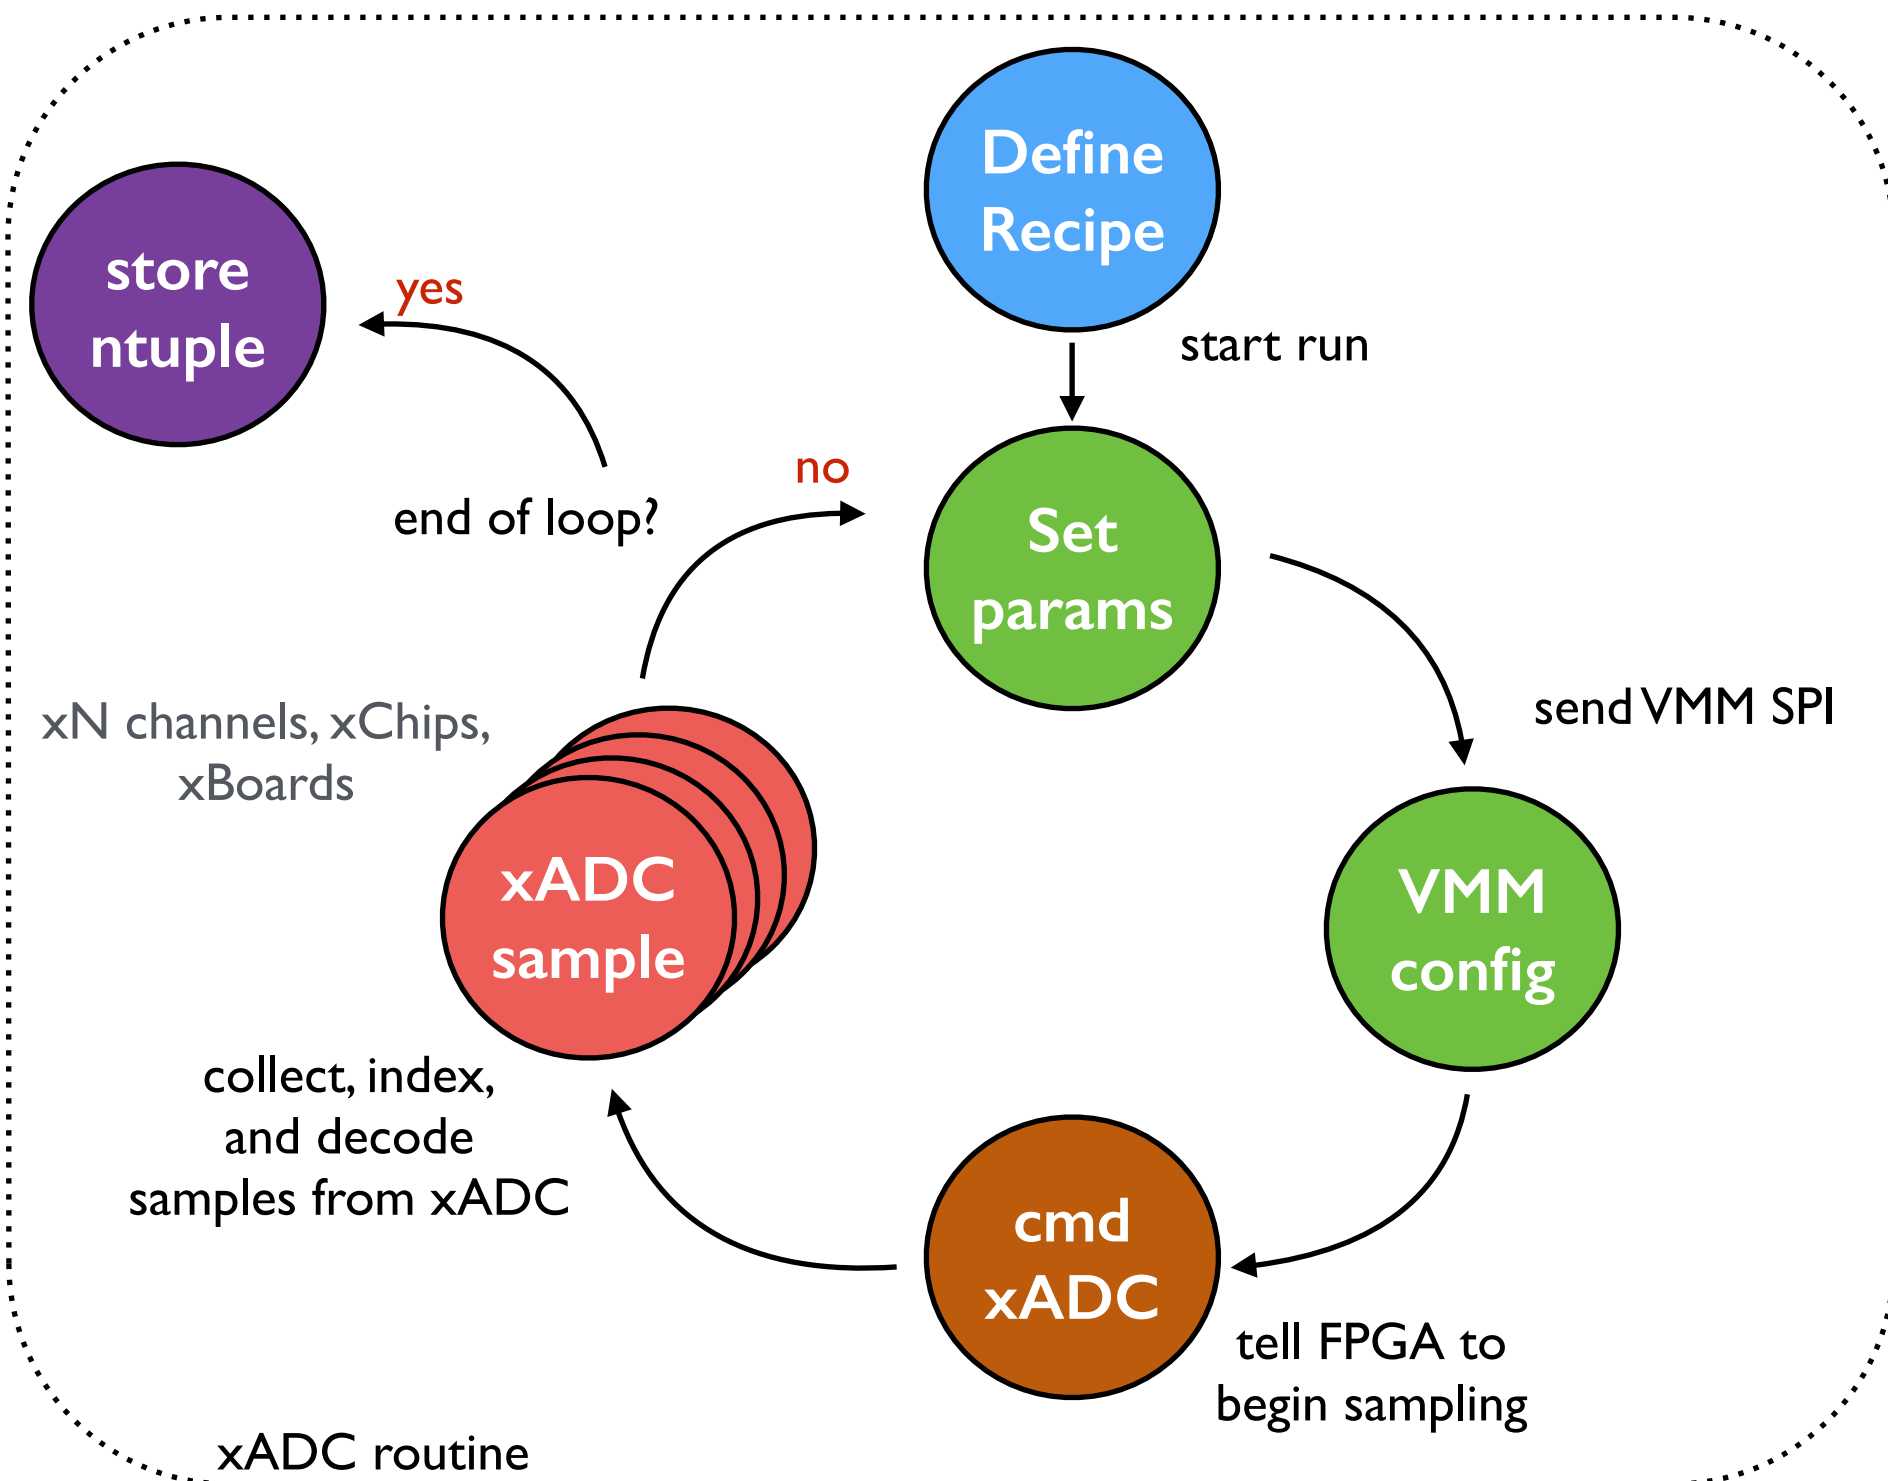 Define
Recipe
store
ntuple
yes
start run
no
end of loop?
Set
params
xN channels, xChips,
xBoards
send VMM SPI
xADC
sample
VMM
config
collect, index,
and decode
samples from xADC
cmd
xADC
tell FPGA to
begin sampling
xADC routine